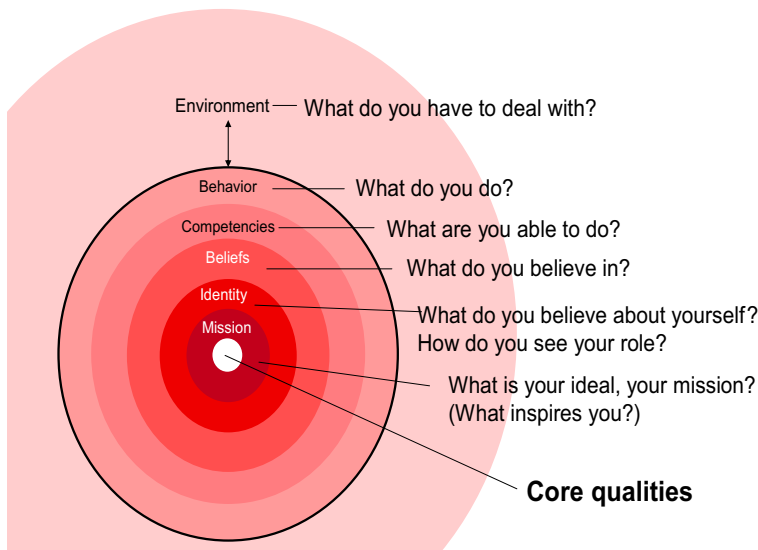 Environment
What do you have to deal with?
Behavior
What do you do?
Competencies
What are you able to do?
Beliefs
What do you believe in?
Identity
What do you believe about yourself?
How do you see your role?
Mission
What is your ideal, your mission?
(What inspires you?)
Core qualities